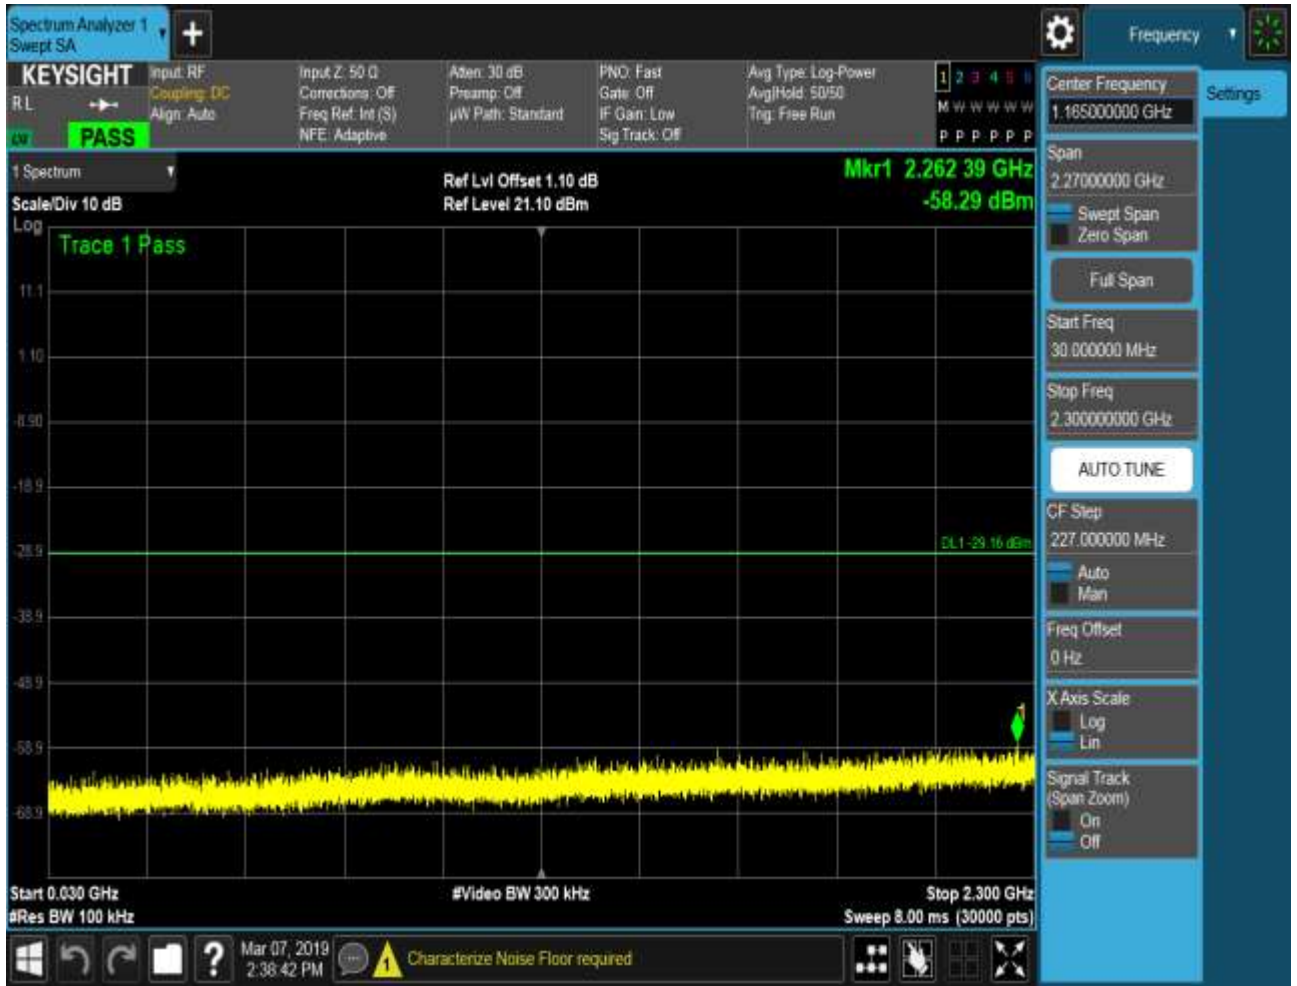 Spectrum Analyzer 1
Swept SA
+
Frequency
KEYSIGHT
R L
LW
PASS
Input: RF
Coupling: DC
Align: Auto
Input Z: 50 Ω
Corrections: Off
Freq Ref: Int (S)
NFE: Adaptive
Atten: 30 dB
Preamp: Off
µW Path: Standard
PNO: Fast
Gate: Off
IF Gain: Low
Sig Track: Off
Avg Type: Log-Power
Avg|Hold: 50/50
Trig: Free Run
1 2 3 4 5 6
M W W W W W
P P P P P P
1 Spectrum
Scale/Div 10 dB
Ref Lvl Offset 1.10 dB
Ref Level 21.10 dBm
Mkr1 2.262 39 GHz
-58.29 dBm
Log
Trace 1 Pass
11.1
1.10
-8.90
-18.9
-28.9
-38.9
-48.9
-58.9
-68.9
DL1 -29.16 dBm
1
Start 0.030 GHz
#Res BW 100 kHz
#Video BW 300 kHz
Stop 2.300 GHz
Sweep 8.00 ms (30000 pts)
Center Frequency
1.165000000 GHz
Span
2.27000000 GHz
Swept Span
Zero Span
Full Span
Start Freq
30.000000 MHz
Stop Freq
2.300000000 GHz
AUTO TUNE
CF Step
227.000000 MHz
Auto
Man
Freq Offset
0 Hz
X Axis Scale
Log
Lin
Signal Track
(Span Zoom)
On
Off
Settings
?
Mar 07, 2019
2:38:42 PM
1
Characterize Noise Floor required